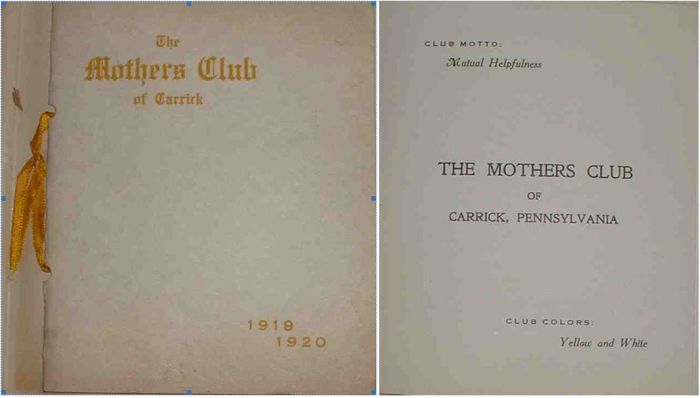 The
Mothers Club
of Carrick
1919
1920
CLUB MOTTO:
Mutual Helpfulness
THE MOTHERS CLUB
OF
CARRICK, PENNSYLVANIA
CLUB COLORS:
Yellow and White